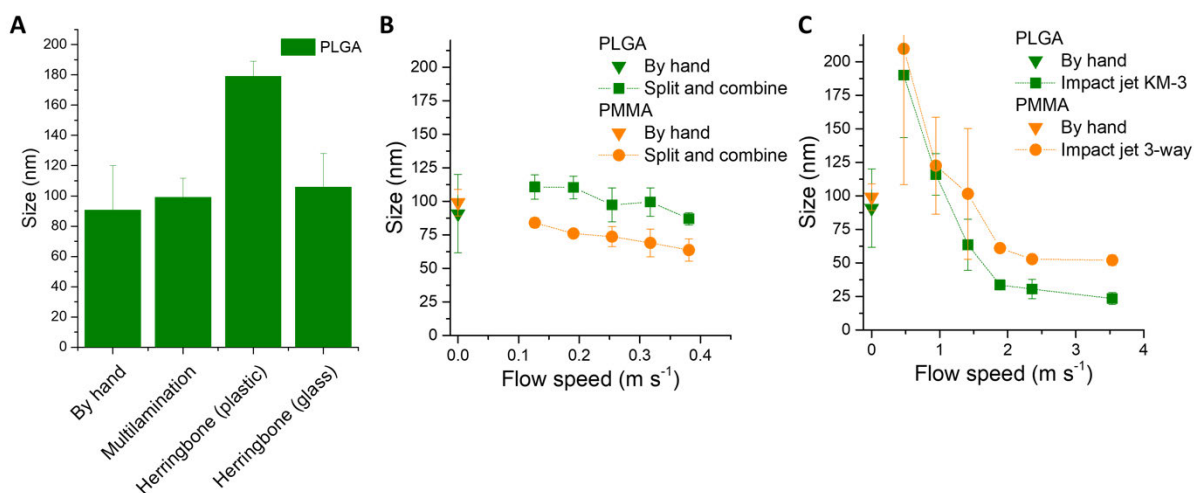 A
PLGA
Size (nm)
200
180
160
140
120
100
80
60
40
20
0
By hand
Multilamination
Herringbone (plastic)
Herringbone (glass)
B
PLGA
By hand
Split and combine
PMMA
By hand
Split and combine
Size (nm)
200
175
150
125
100
75
50
25
0
0.0 0.1 0.2 0.3 0.4
Flow speed (m s⁻¹)
C
PLGA
By hand
Impact jet KM-3
PMMA
By hand
Impact jet 3-way
Size (nm)
200
175
150
125
100
75
50
25
0
0 1 2 3 4
Flow speed (m s⁻¹)